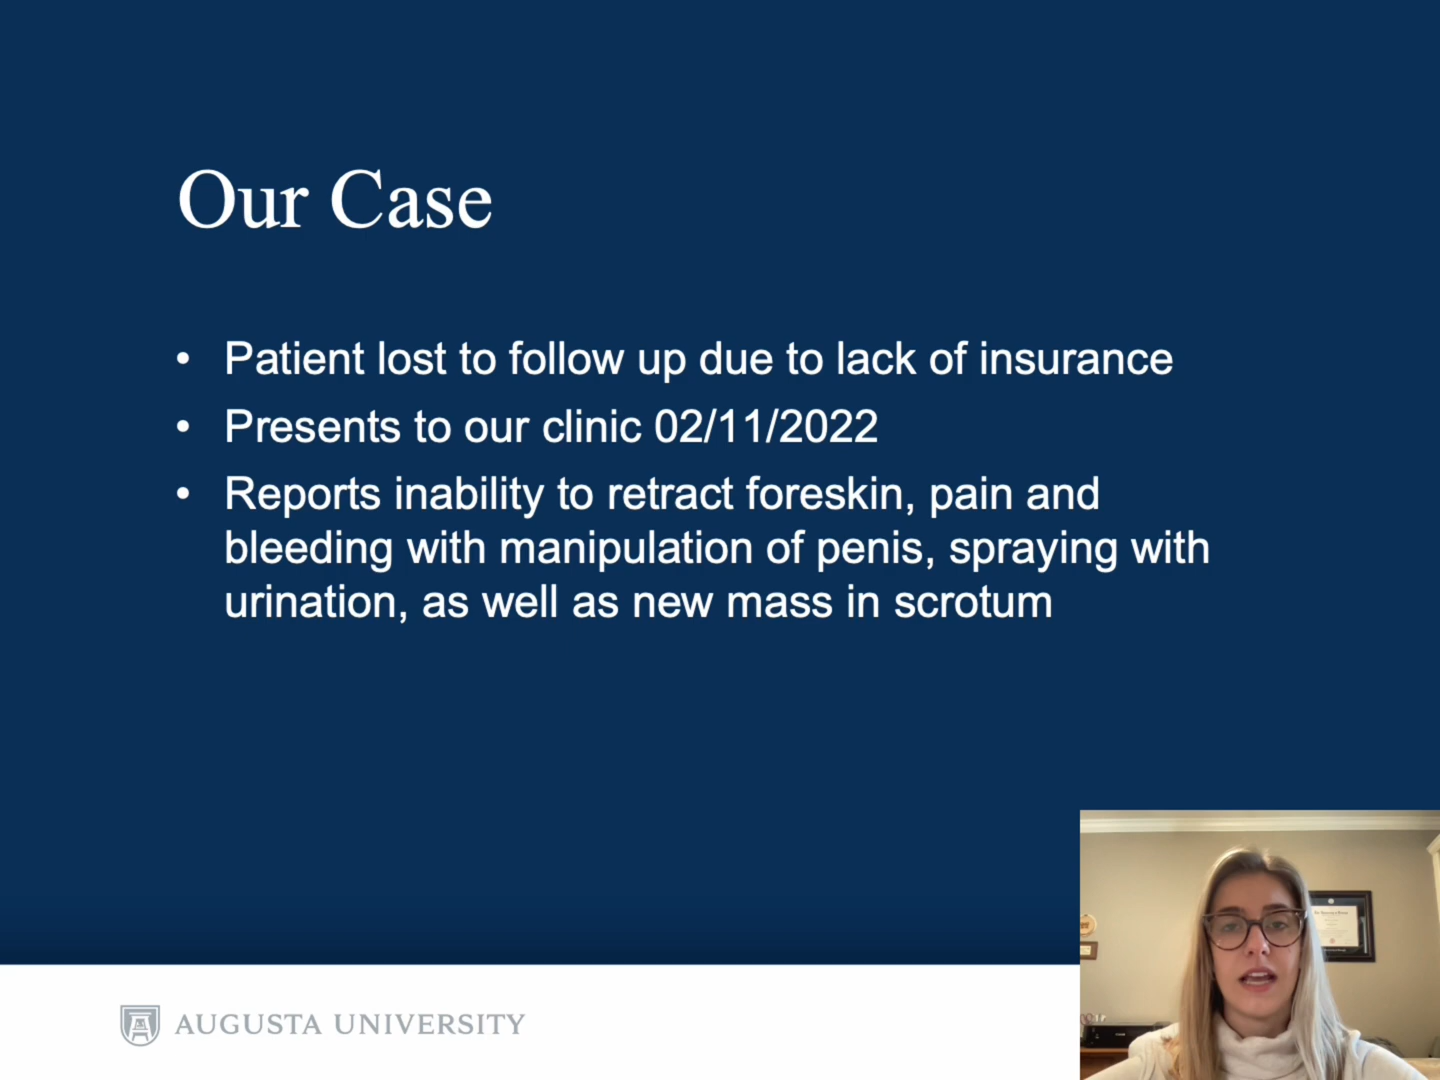 Our Case
• Patient lost to follow up due to lack of insurance
• Presents to our clinic 02/11/2022
• Reports inability to retract foreskin, pain and
bleeding with manipulation of penis, spraying with
urination, as well as new mass in scrotum
AUGUSTA UNIVERSITY